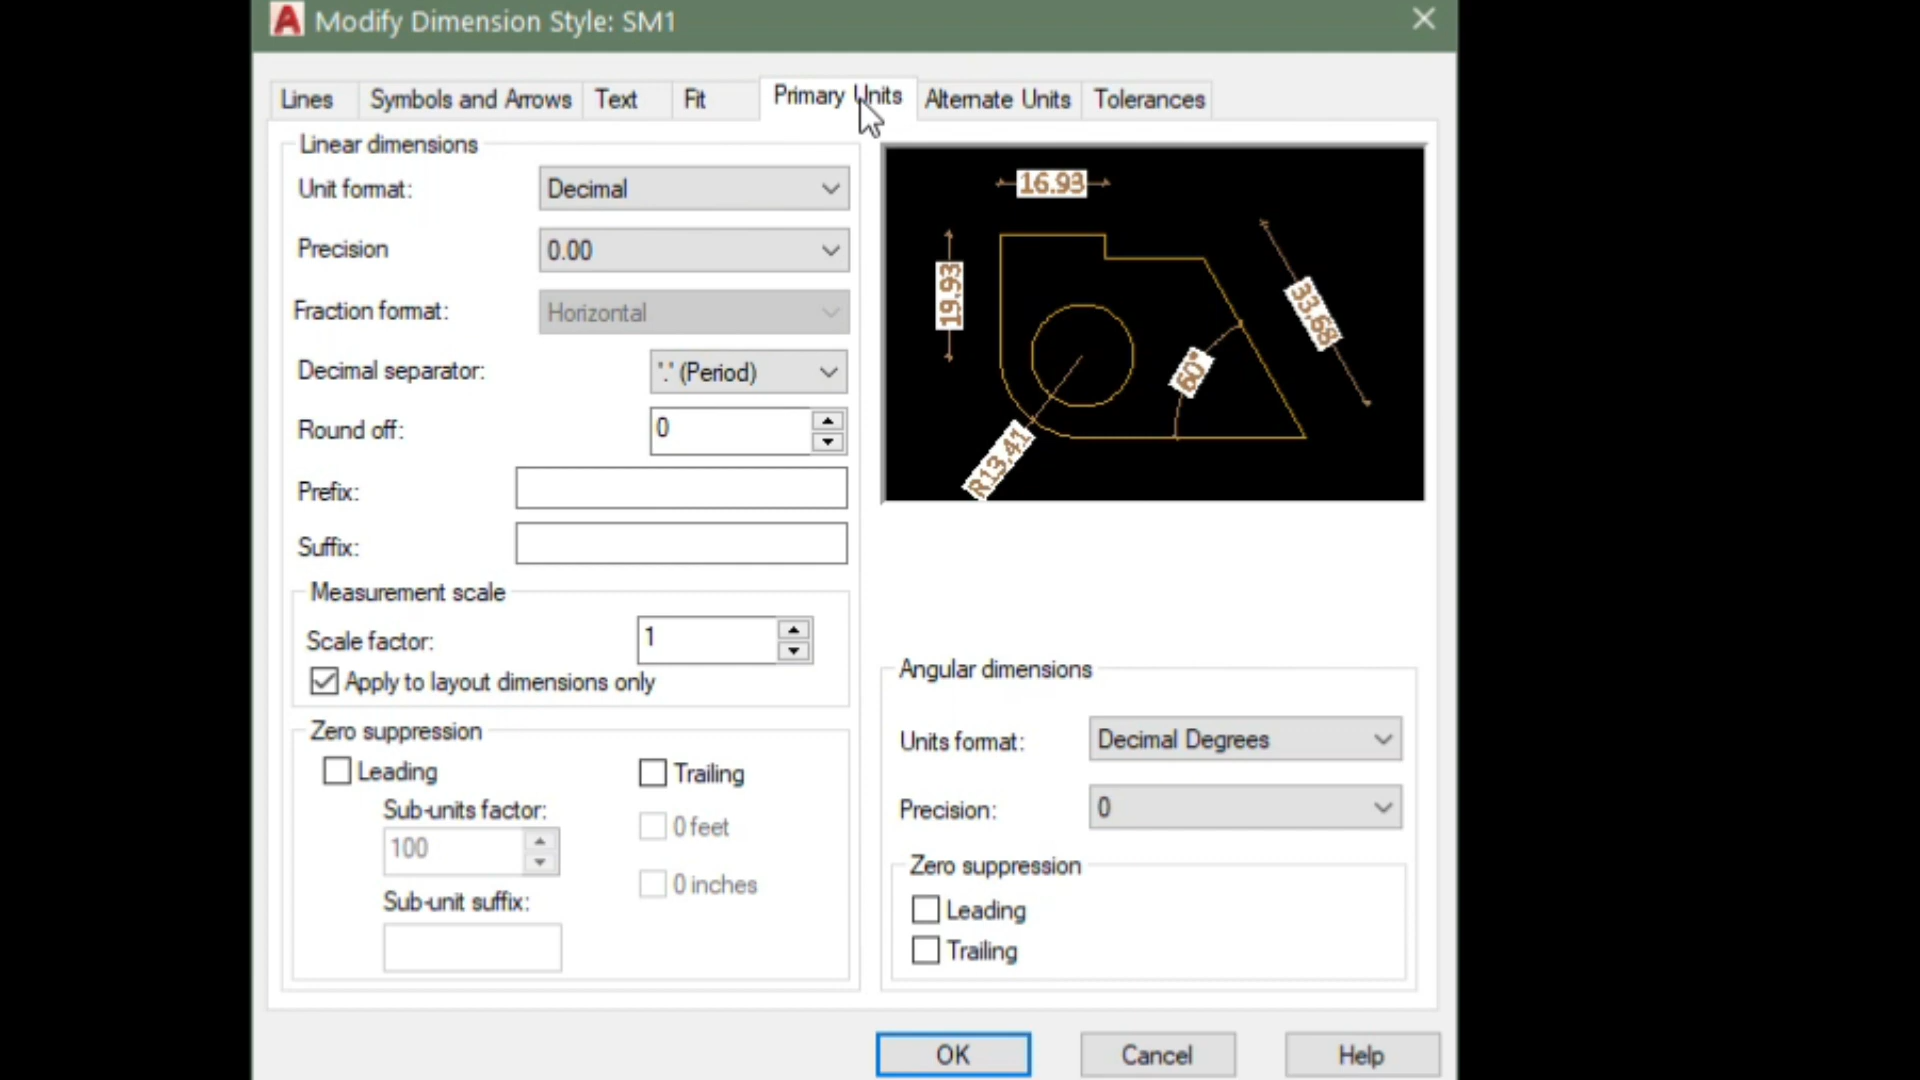 Modify Dimension Style: SM1
Lines
Symbols and Arrows
Text
Fit
Primary Units
Alternate Units
Tolerances
Linear dimensions
Unit format:
Decimal
Precision
0.00
Fraction format:
Horizontal
Decimal separator:
'.' (Period)
Round off:
0
Prefix:
Suffix:
Measurement scale
Scale factor:
1
Apply to layout dimensions only
Zero suppression
Leading
Trailing
Sub-units factor:
100
0 feet
0 inches
Sub-unit suffix:
16.93
19.93
33.68
60°
R13.41
Angular dimensions
Units format:
Decimal Degrees
Precision:
0
Zero suppression
Leading
Trailing
OK
Cancel
Help